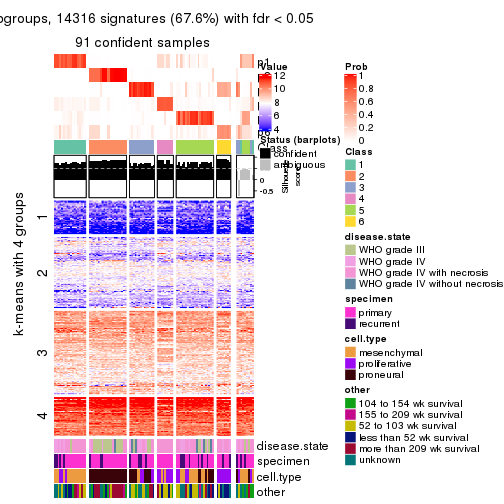 ogroups, 14316 signatures (67.6%) with fdr < 0.05
91 confident samples
k-means with 4 groups
1
2
3
4
p1
Value
12
10
8
6
4
Status (barplots)
confident
ambiguous
0
-0.5
disease.state
specimen
cell.type
other
Prob
1
0.8
0.6
0.4
0.2
0
Class
1
2
3
4
5
6
disease.state
WHO grade III
WHO grade IV
WHO grade IV with necrosis
WHO grade IV without necrosis
specimen
primary
recurrent
cell.type
mesenchymal
proliferative
proneural
other
104 to 154 wk survival
155 to 209 wk survival
52 to 103 wk survival
less than 52 wk survival
more than 209 wk survival
unknown